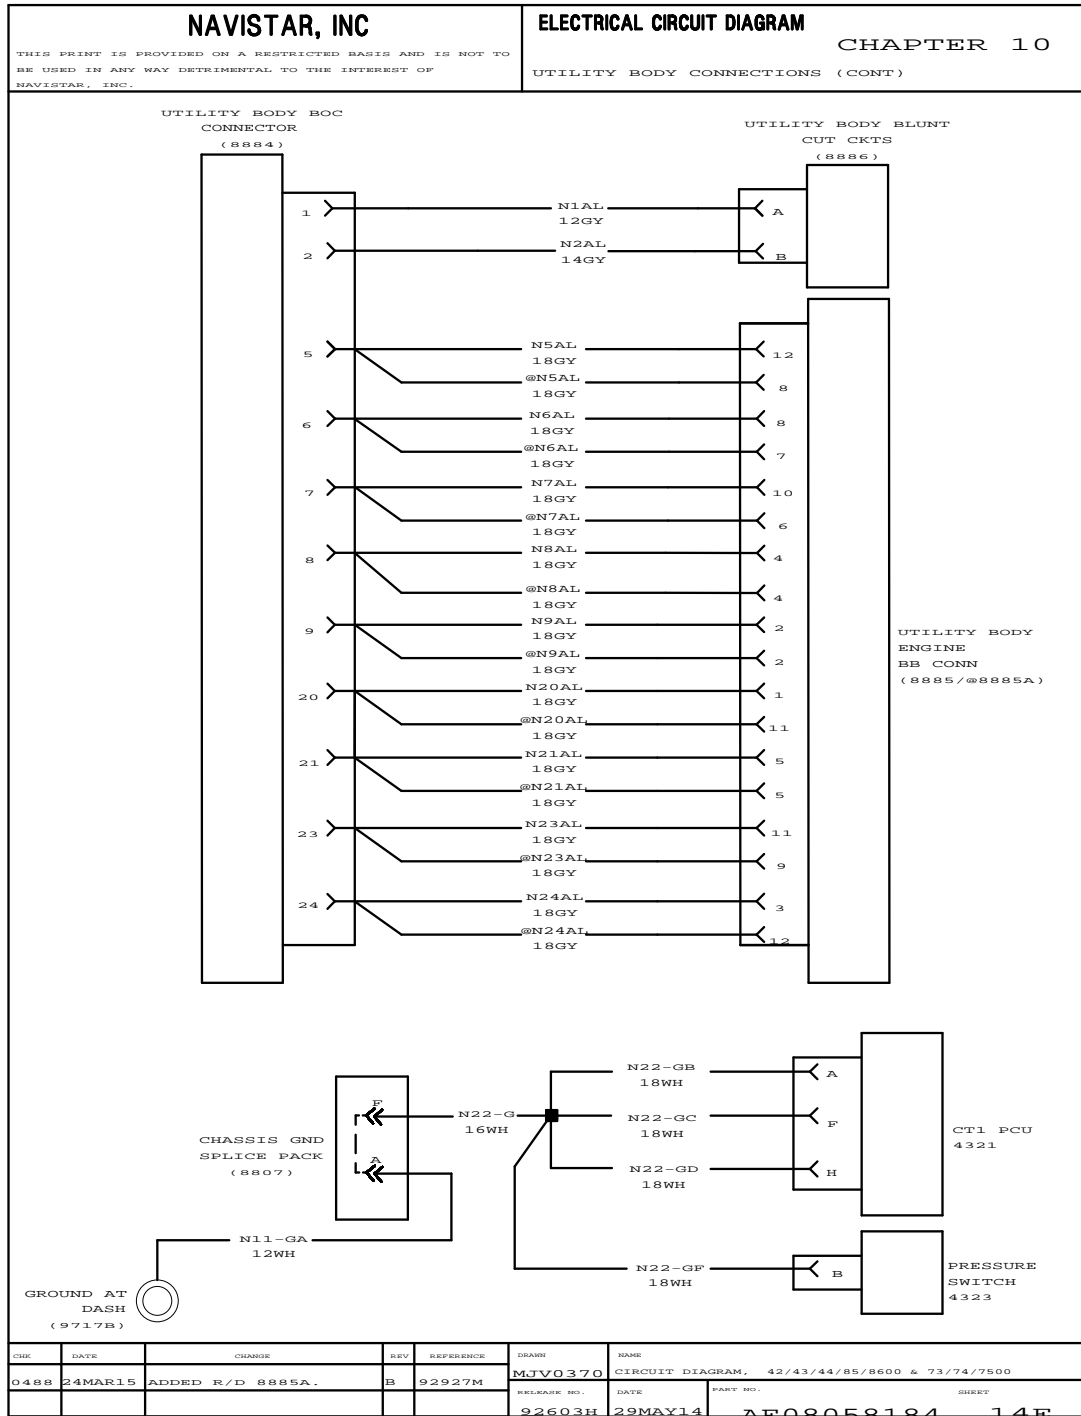 NAVISTAR, INC
THIS PRINT IS PROVIDED ON A RESTRICTED BASIS AND IS NOT TO
BE USED IN ANY WAY DETRIMENTAL TO THE INTEREST OF
NAVISTAR, INC.
ELECTRICAL CIRCUIT DIAGRAM
CHAPTER 10
UTILITY BODY CONNECTIONS (CONT)
UTILITY BODY BOC
CONNECTOR
(8884)
UTILITY BODY BLUNT
CUT CKTS
(8886)
1 N1AL A
12GY
2 N2AL B
14GY
5 N5AL 12
18GY
@N5AL 8
18GY
6 N6AL 8
18GY
@N6AL 7
18GY
7 N7AL 10
18GY
@N7AL 6
18GY
8 N8AL 4
18GY
@N8AL 4
18GY
9 N9AL 2
18GY
@N9AL 2
18GY
20 N20AL 1
18GY
@N20AL 11
18GY
21 N21AL 5
18GY
@N21AL 5
18GY
23 N23AL 11
18GY
@N23AL 9
18GY
24 N24AL 3
18GY
@N24AL 12
18GY
UTILITY BODY
ENGINE
BB CONN
(8885/@8885A)
CHASSIS GND
SPLICE PACK
(8807)
F
A
N22-G
16WH
N22-GB A
18WH
N22-GC F
18WH
N22-GD H
18WH
CT1 PCU
4321
N11-GA
12WH
N22-GF B
18WH
PRESSURE
SWITCH
4323
GROUND AT
DASH
(9717B)
CHK DATE CHANGE REV REFERENCE
0488 24MAR15 ADDED R/D 8885A. B 92927M
DRAWN
MJV0370
NAME
CIRCUIT DIAGRAM, 42/43/44/85/8600 & 73/74/7500
RELEASE NO.
92603H
DATE
29MAY14
PART NO.
AF08058184
SHEET
14F